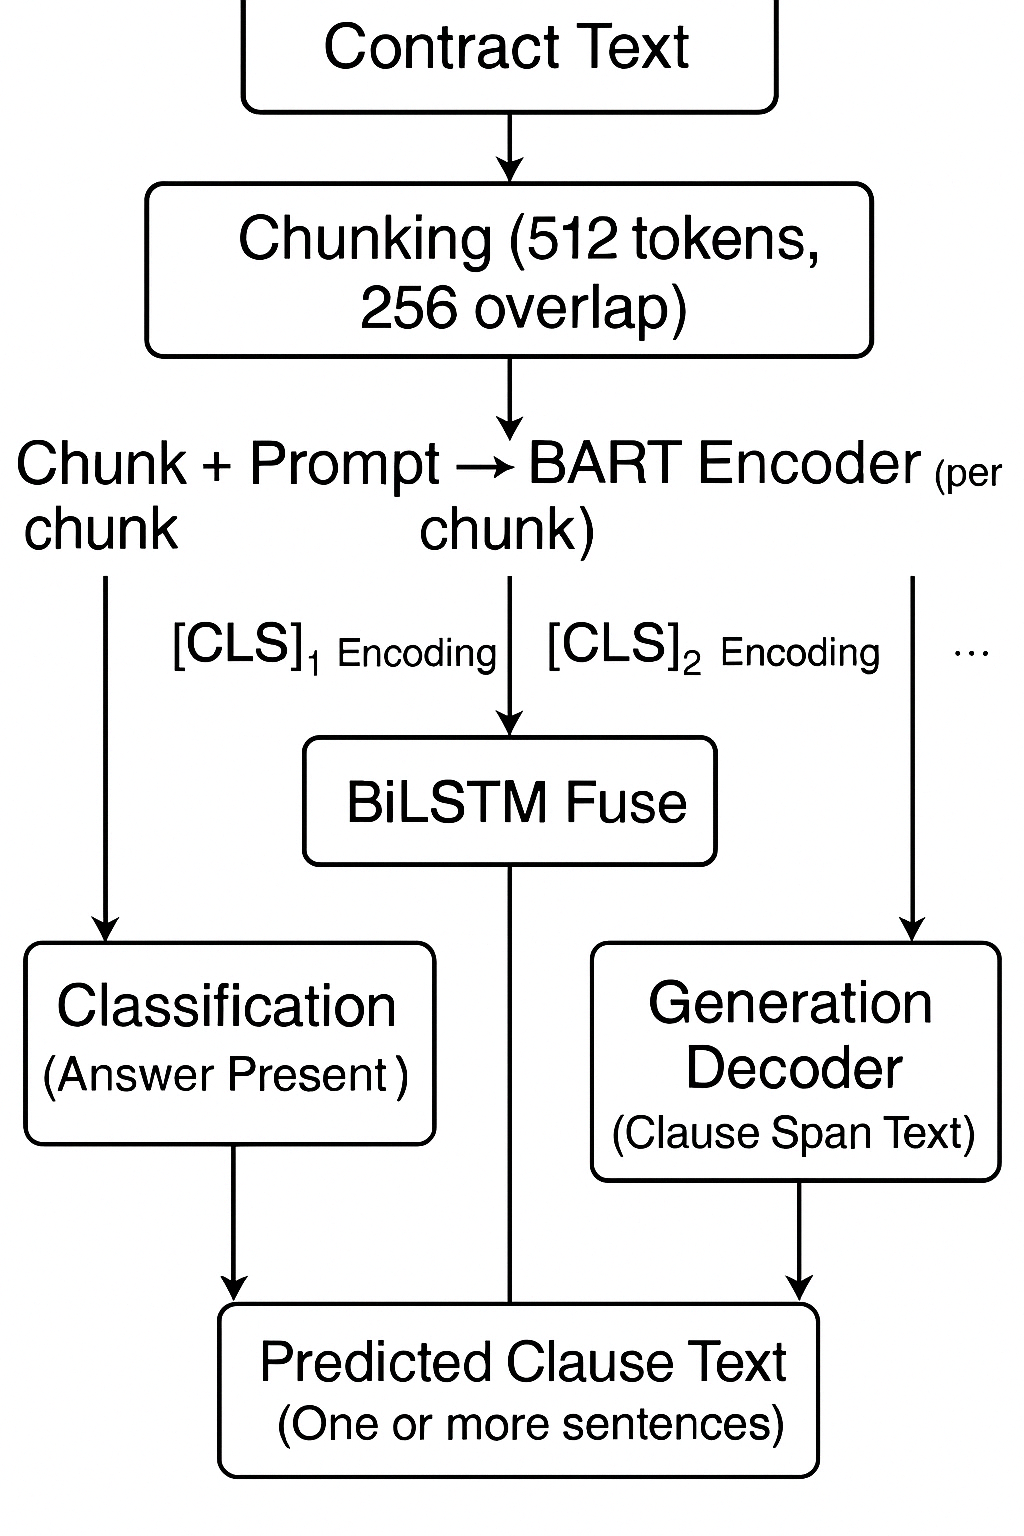 Contract Text
Chunking (512 tokens,
256 overlap)
Chunk + Prompt → BART Encoder (per
chunk chunk)
[CLS]1 Encoding [CLS]2 Encoding ...
BiLSTM Fuse
Classification
(Answer Present)
Generation
Decoder
(Clause Span Text)
Predicted Clause Text
(One or more sentences)